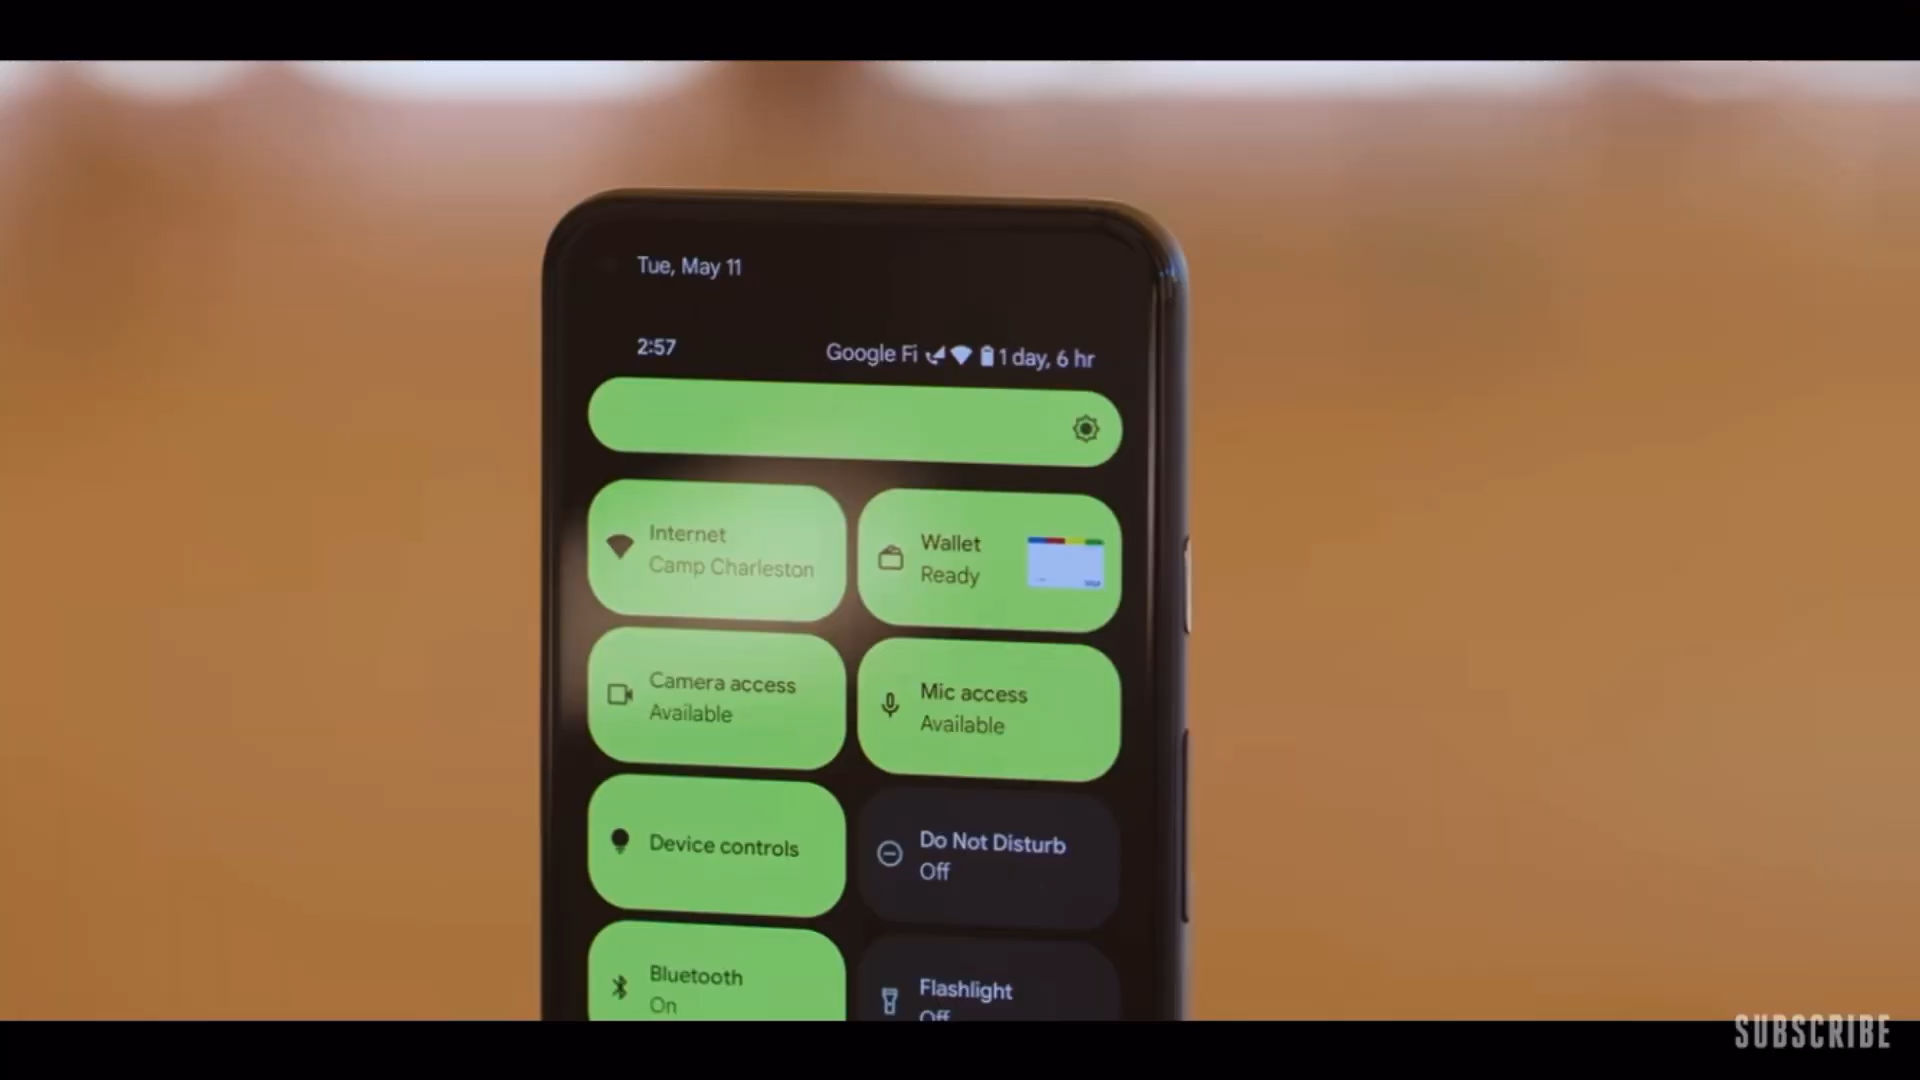 Tue, May 11
2:57
Google Fi 1 day, 6 hr
Internet
Camp Charleston
Wallet
Ready
Camera access
Available
Mic access
Available
Device controls
Do Not Disturb
Off
Bluetooth
On
Flashlight
Off
SUBSCRIBE